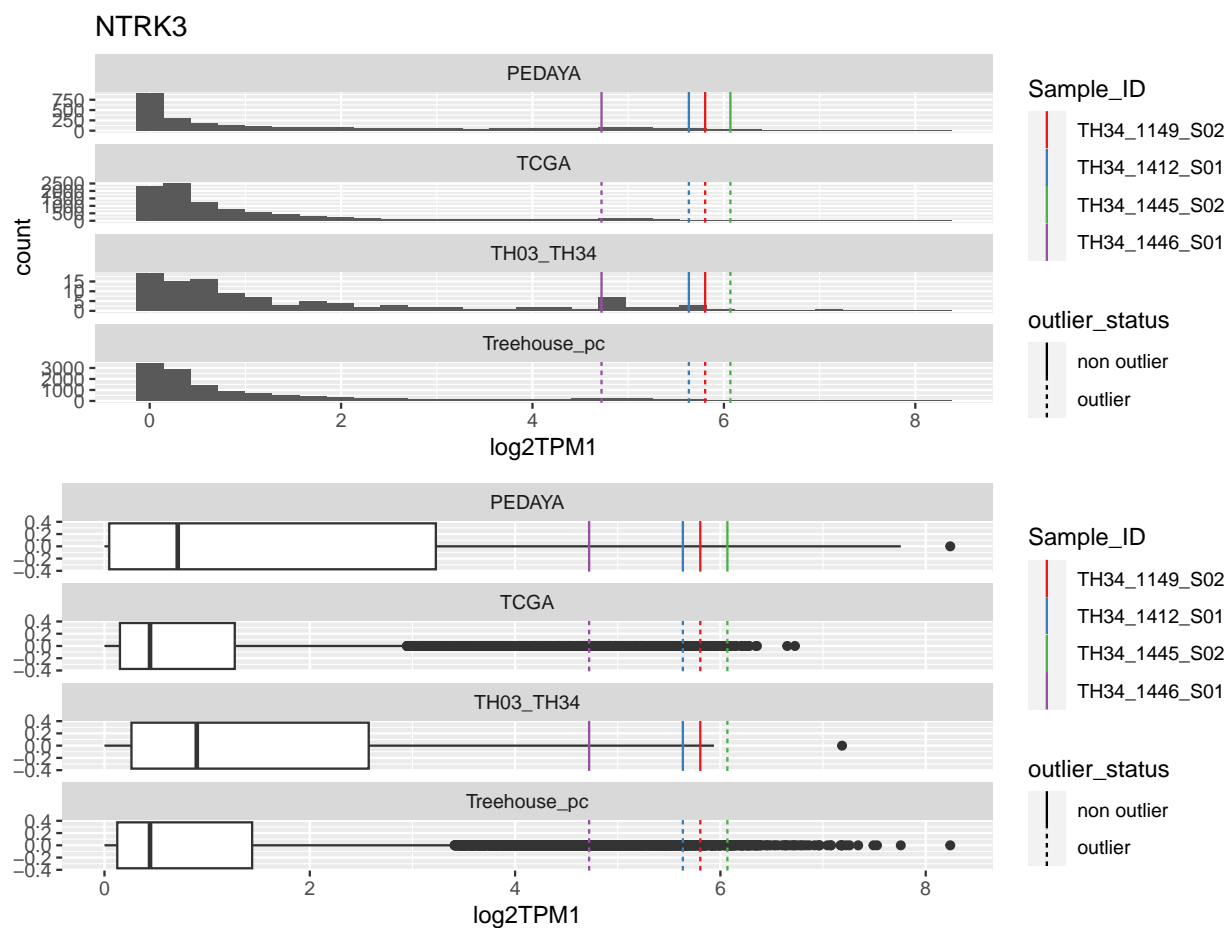 NTRK3
PEDAYA
750
500
250
0
TCGA
2500
2000
1500
1000
500
0
TH03_TH34
15
10
5
0
Treehouse_pc
3000
2000
1000
0
0 2 4 6 8
log2TPM1
count
Sample_ID
TH34_1149_S02
TH34_1412_S01
TH34_1445_S02
TH34_1446_S01
outlier_status
non outlier
outlier
PEDAYA
0.4
0.2
0.0
−0.2
−0.4
TCGA
0.4
0.2
0.0
−0.2
−0.4
TH03_TH34
0.4
0.2
0.0
−0.2
−0.4
Treehouse_pc
0.4
0.2
0.0
−0.2
−0.4
0 2 4 6 8
log2TPM1
Sample_ID
TH34_1149_S02
TH34_1412_S01
TH34_1445_S02
TH34_1446_S01
outlier_status
non outlier
outlier